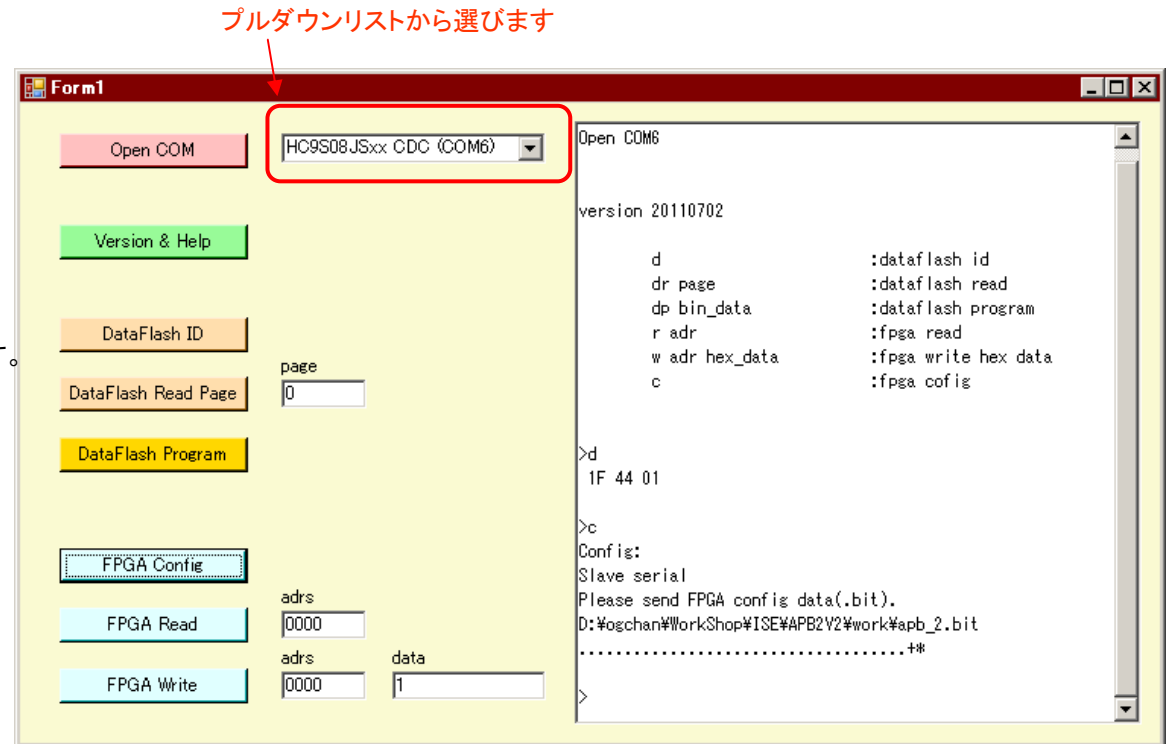 プルダウンリストから選びます
Form1
Open COM
HC9S08JSxx CDC (COM6)
Version & Help
DataFlash ID
。
DataFlash Read Page
page
0
DataFlash Program
FPGA Config
FPGA Read
adrs
0000
FPGA Write
adrs
0000
data
1
Open COM6
version 20110702
d :dataflash id
dr page :dataflash read
dp bin_data :dataflash program
r adr :fpga read
w adr hex_data :fpga write hex data
c :fpga cofig
>d
1F 44 01
>c
Config:
Slave serial
Please send FPGA config data(.bit).
D:¥ogchan¥WorkShop¥ISE¥APB2V2¥work¥apb_2.bit
....................................+*
>